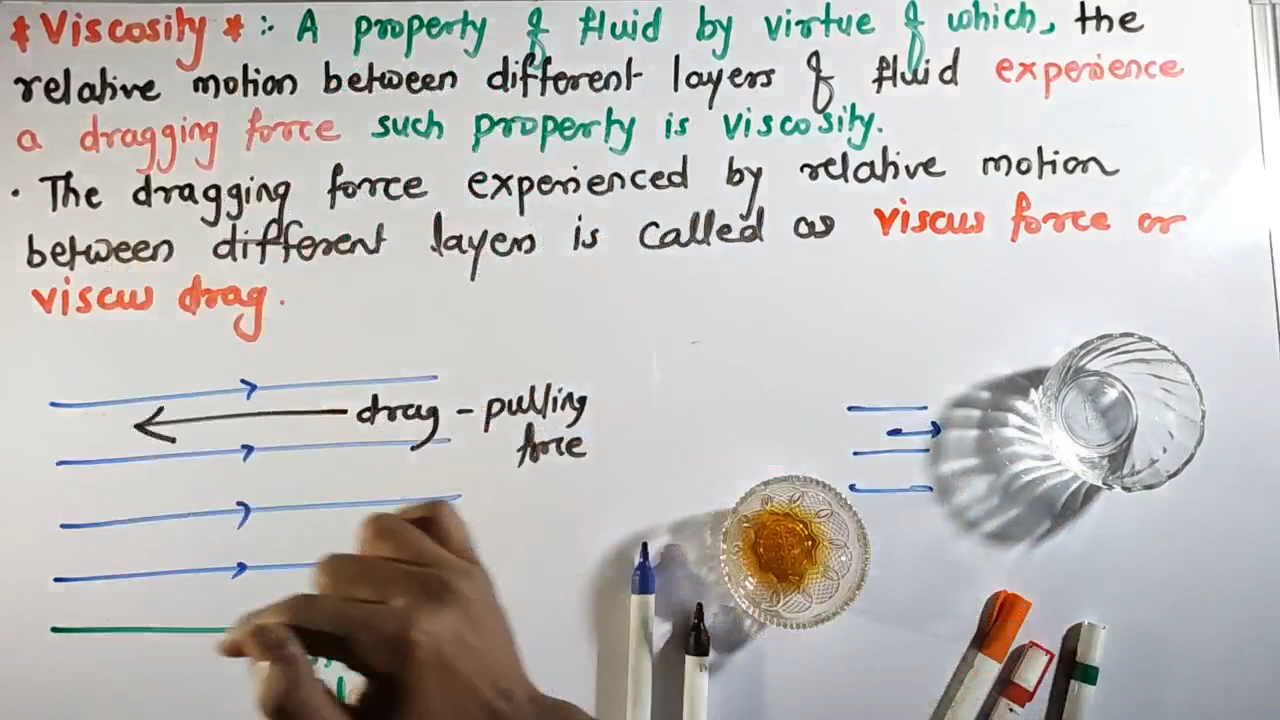 * Viscosity * :- A property of fluid by virtue of which, the
relative motion between different layers of fluid experience
a dragging force such property is viscosity.
• The dragging force experienced by relative motion
between different layers is called as viscus force or
viscus drag.
drag - pulling
force